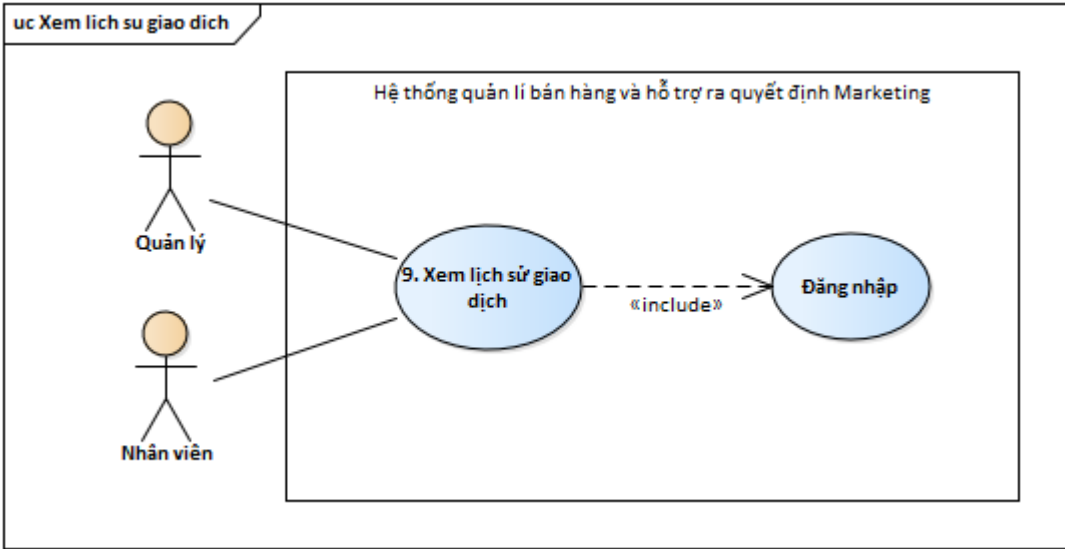 uc Xem lich su giao dich
Hệ thống quản lí bán hàng và hỗ trợ ra quyết định Marketing
Quản lý
9. Xem lịch sử giao
dịch
«include»
Đăng nhập
Nhân viên